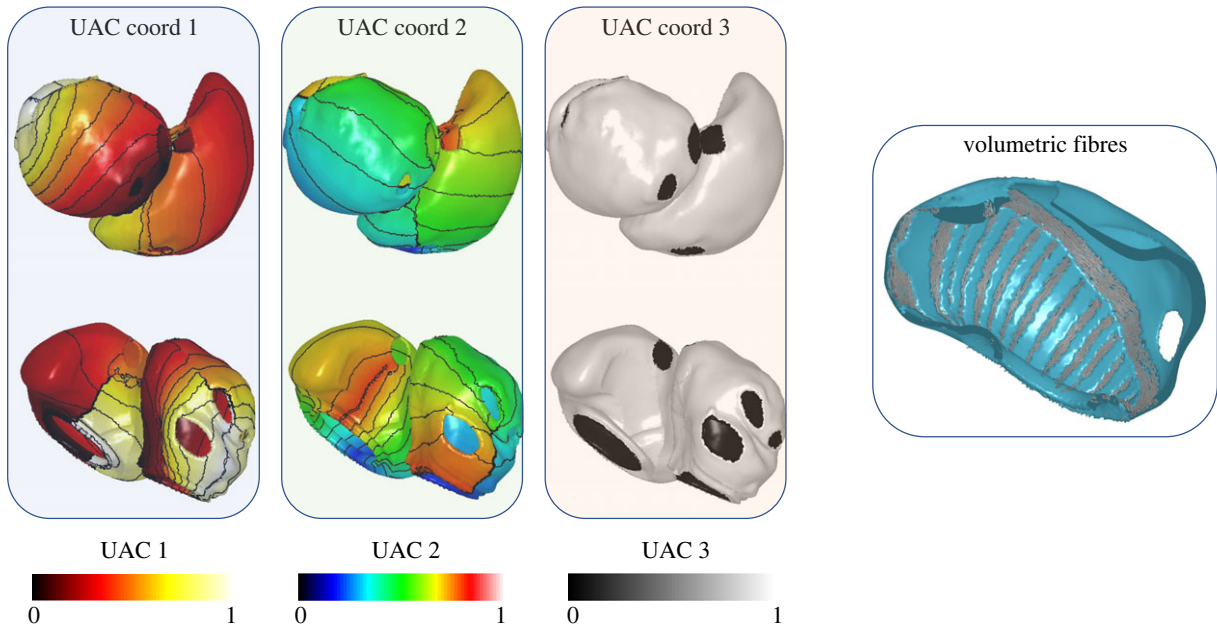 UAC coord 1
UAC coord 2
UAC coord 3
volumetric fibres
UAC 1
UAC 2
UAC 3
0 1
0 1
0 1